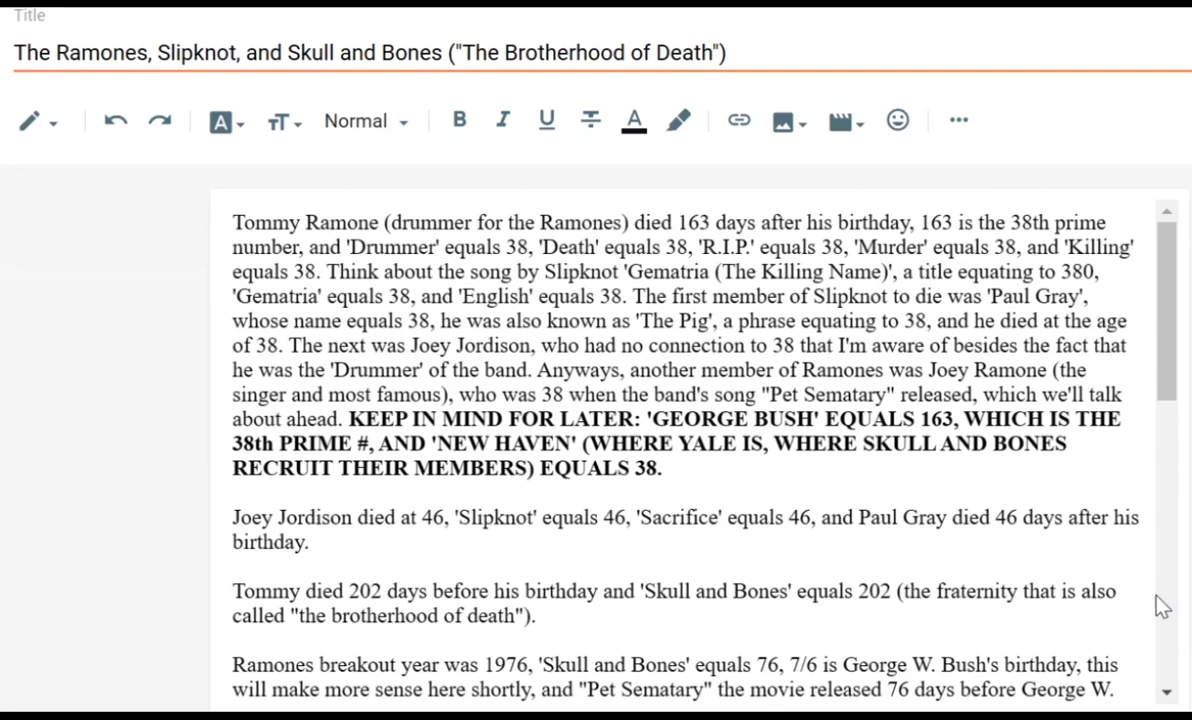 Title
The Ramones, Slipknot, and Skull and Bones ("The Brotherhood of Death")
Normal
Tommy Ramone (drummer for the Ramones) died 163 days after his birthday, 163 is the 38th prime
number, and 'Drummer' equals 38, 'Death' equals 38, 'R.I.P.' equals 38, 'Murder' equals 38, and 'Killing'
equals 38. Think about the song by Slipknot 'Gematria (The Killing Name)', a title equating to 380,
'Gematria' equals 38, and 'English' equals 38. The first member of Slipknot to die was 'Paul Gray',
whose name equals 38, he was also known as 'The Pig', a phrase equating to 38, and he died at the age
of 38. The next was Joey Jordison, who had no connection to 38 that I'm aware of besides the fact that
he was the 'Drummer' of the band. Anyways, another member of Ramones was Joey Ramone (the
singer and most famous), who was 38 when the band's song "Pet Sematary" released, which we'll talk
about ahead. KEEP IN MIND FOR LATER: 'GEORGE BUSH' EQUALS 163, WHICH IS THE
38th PRIME #, AND 'NEW HAVEN' (WHERE YALE IS, WHERE SKULL AND BONES
RECRUIT THEIR MEMBERS) EQUALS 38.
Joey Jordison died at 46, 'Slipknot' equals 46, 'Sacrifice' equals 46, and Paul Gray died 46 days after his
birthday.
Tommy died 202 days before his birthday and 'Skull and Bones' equals 202 (the fraternity that is also
called "the brotherhood of death").
Ramones breakout year was 1976, 'Skull and Bones' equals 76, 7/6 is George W. Bush's birthday, this
will make more sense here shortly, and "Pet Sematary" the movie released 76 days before George W.